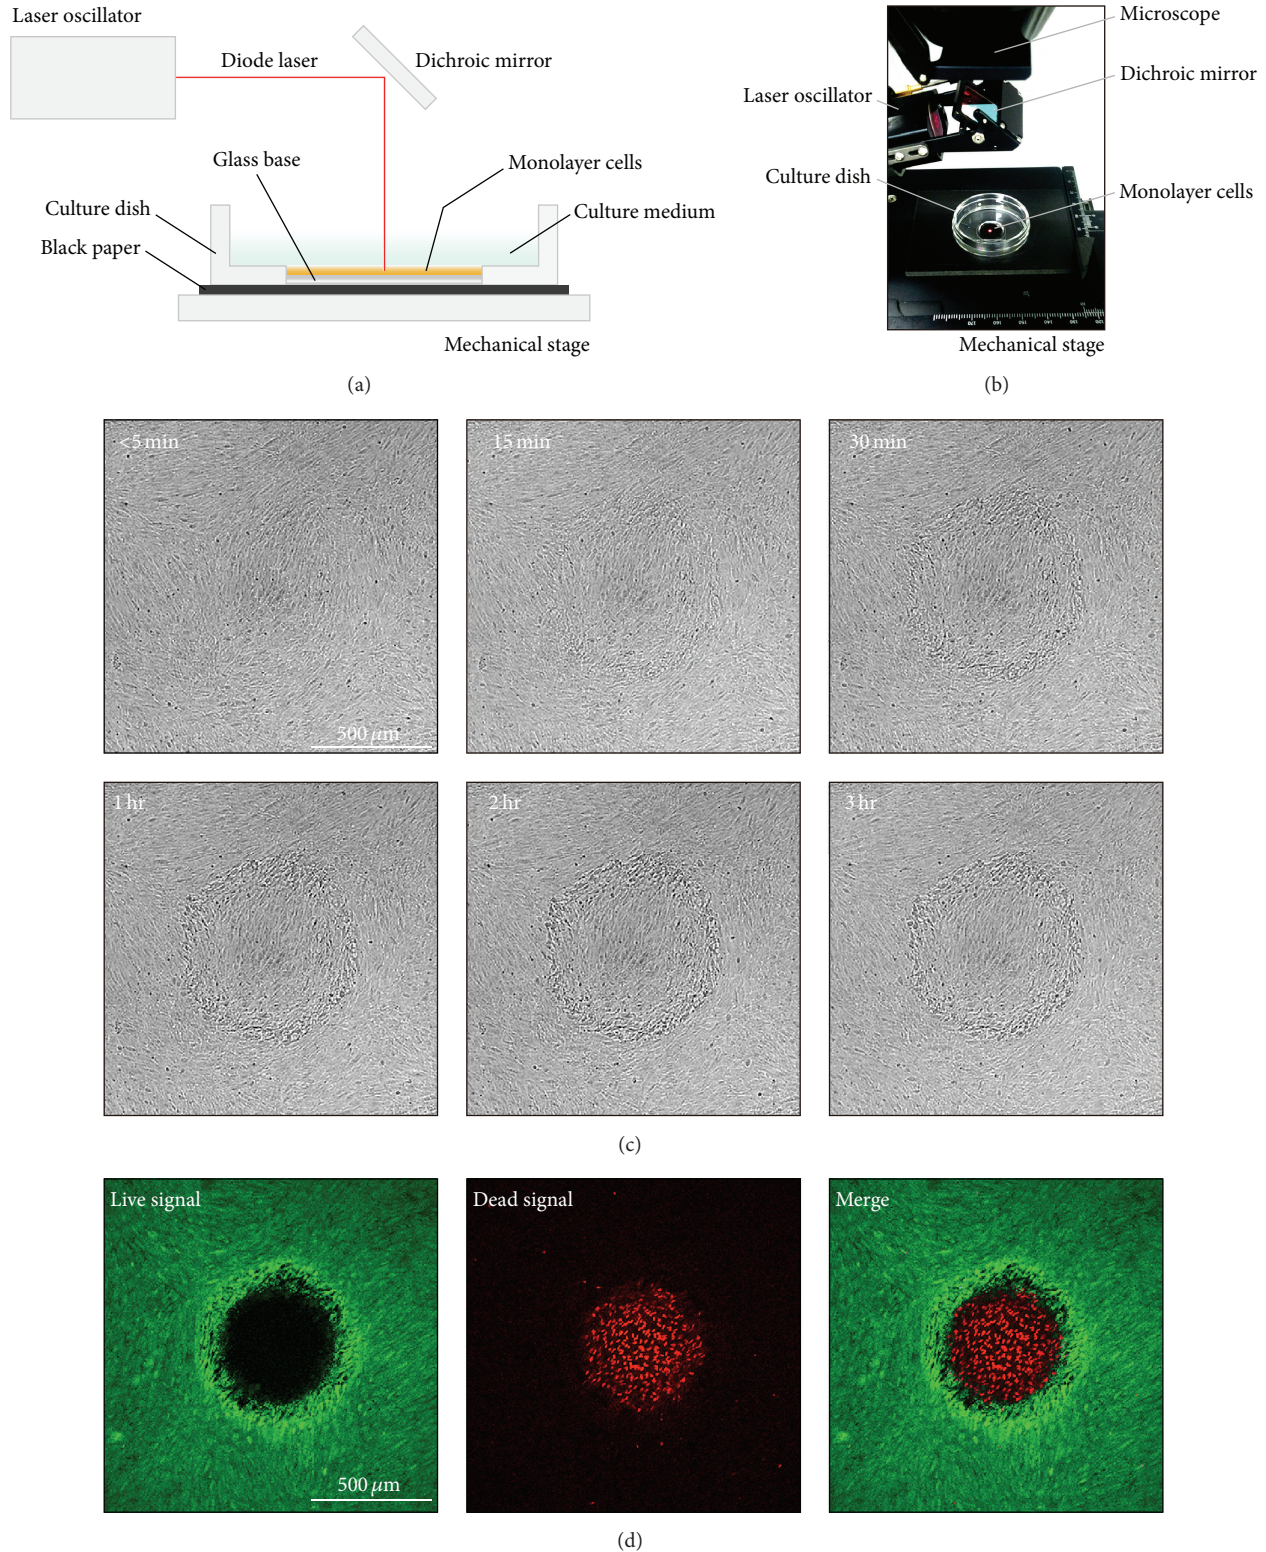 Laser oscillator
Diode laser
Dichroic mirror
Glass base
Monolayer cells
Culture dish
Culture medium
Black paper
Mechanical stage
(a)
Microscope
Dichroic mirror
Laser oscillator
Culture dish
Monolayer cells
Mechanical stage
(b)
<5 min
15 min
30 min
500 μm
1 hr
2 hr
3 hr
(c)
Live signal
Dead signal
Merge
500 μm
(d)